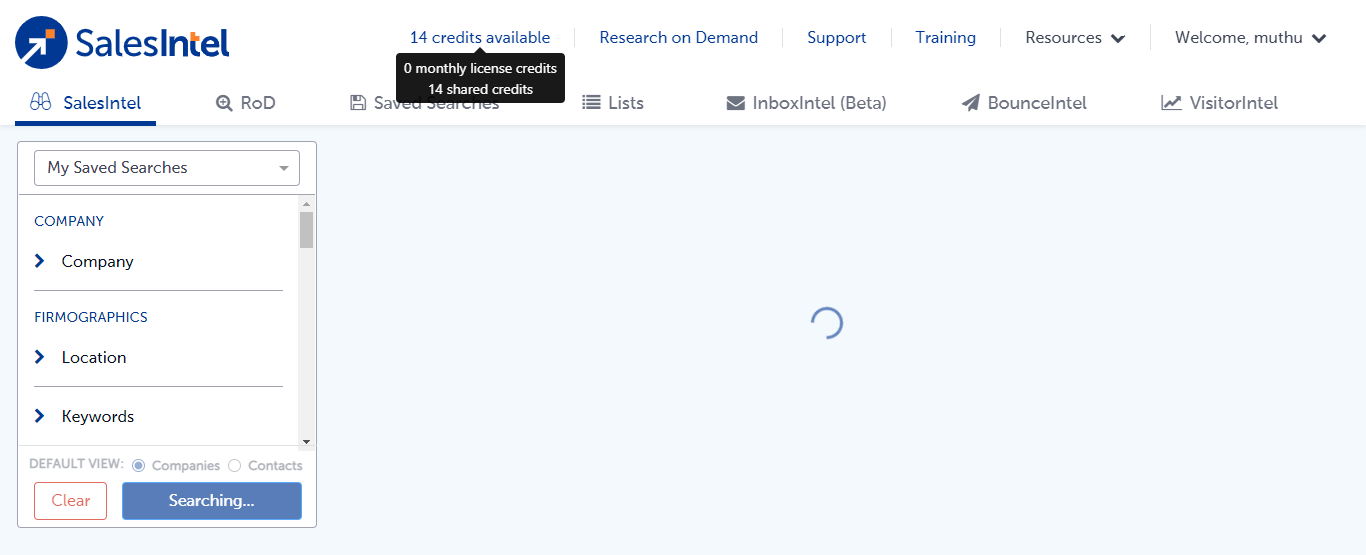 SalesIntel
14 credits available
Research on Demand
Support
Training
Resources
Welcome, muthu
0 monthly license credits
14 shared credits
SalesIntel
RoD
Saved Searches
Lists
InboxIntel (Beta)
BounceIntel
VisitorIntel
My Saved Searches
COMPANY
Company
FIRMOGRAPHICS
Location
Keywords
DEFAULT VIEW: Companies Contacts
Clear
Searching...